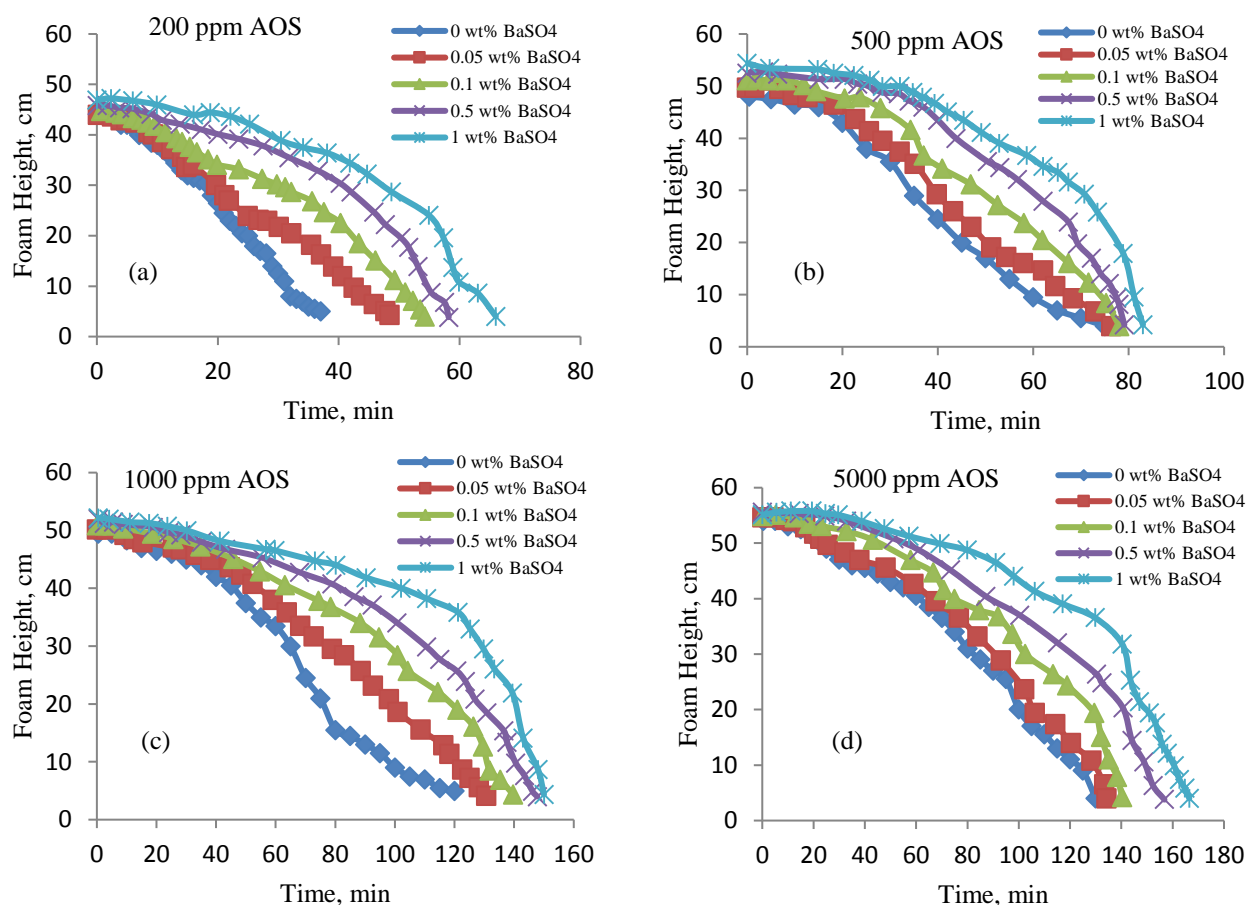 200 ppm AOS
(a)
0 wt% BaSO4
0.05 wt% BaSO4
0.1 wt% BaSO4
0.5 wt% BaSO4
1 wt% BaSO4
Foam Height, cm
60
50
40
30
20
10
0
0 20 40 60 80
Time, min
500 ppm AOS
(b)
0 wt% BaSO4
0.05 wt% BaSO4
0.1 wt% BaSO4
0.5 wt% BaSO4
1 wt% BaSO4
Foam Height, cm
60
50
40
30
20
10
0
0 20 40 60 80 100
Time, min
1000 ppm AOS
(c)
0 wt% BaSO4
0.05 wt% BaSO4
0.1 wt% BaSO4
0.5 wt% BaSO4
1 wt% BaSO4
Foam Height, cm
60
50
40
30
20
10
0
0 20 40 60 80 100 120 140 160
Time, min
5000 ppm AOS
(d)
0 wt% BaSO4
0.05 wt% BaSO4
0.1 wt% BaSO4
0.5 wt% BaSO4
1 wt% BaSO4
Foam Height, cm
60
50
40
30
20
10
0
0 20 40 60 80 100 120 140 160 180
Time, min